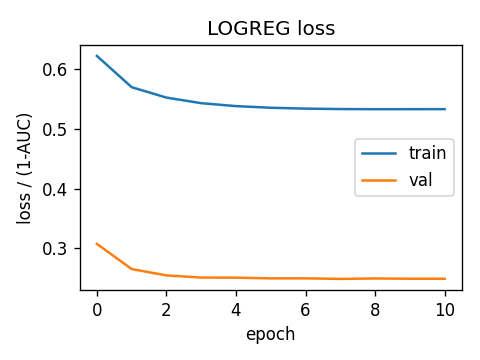 LOGREG loss
loss / (1-AUC)
0.6
0.5
0.4
0.3
train
val
0 2 4 6 8 10
epoch